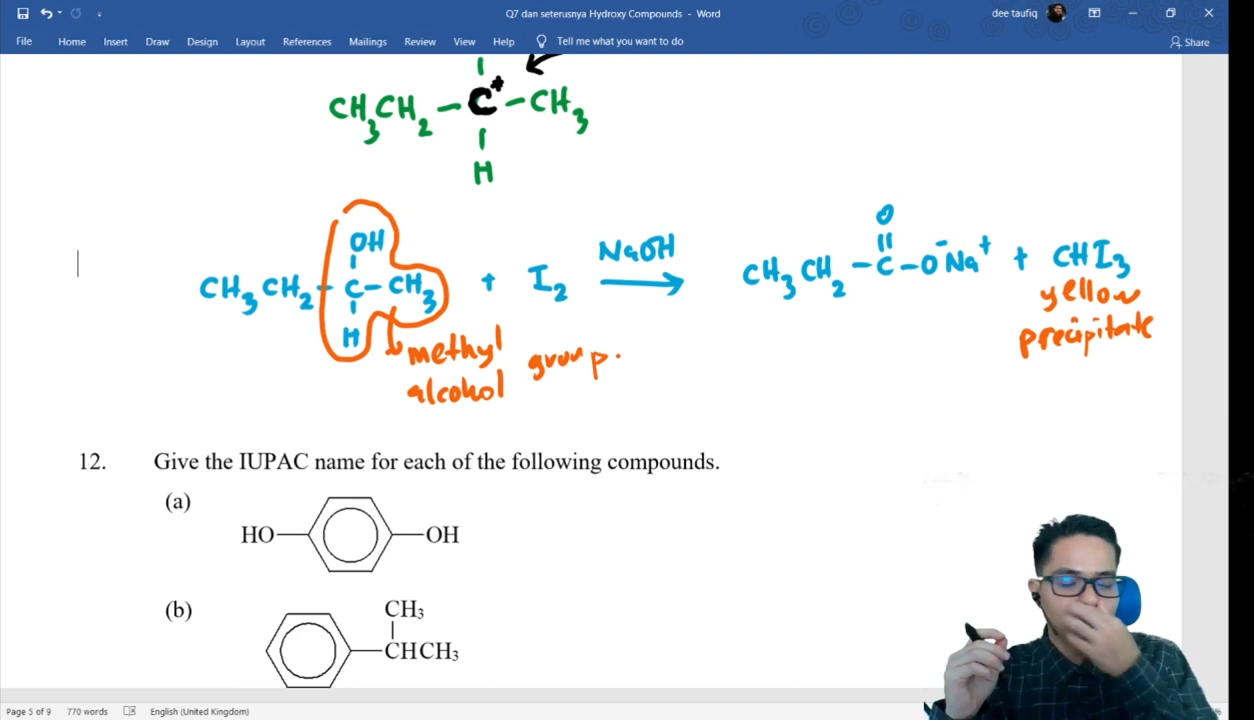 Q7 dan seterusnya Hydroxy Compounds - Word
dee taufiq
File Home Insert Draw Design Layout References Mailings Review View Help Tell me what you want to do
Share
CH3CH2 – C* – CH3
H
OH
CH3CH2 – C – CH3 + I2 NaOH → CH3CH2 – C – O⁻Na⁺ + CHI3
O
H
yellow
precipitate
methyl group.
alcohol
12. Give the IUPAC name for each of the following compounds.
(a)
HO OH
(b)
CH3
CHCH3
Page 5 of 9 770 words English (United Kingdom)